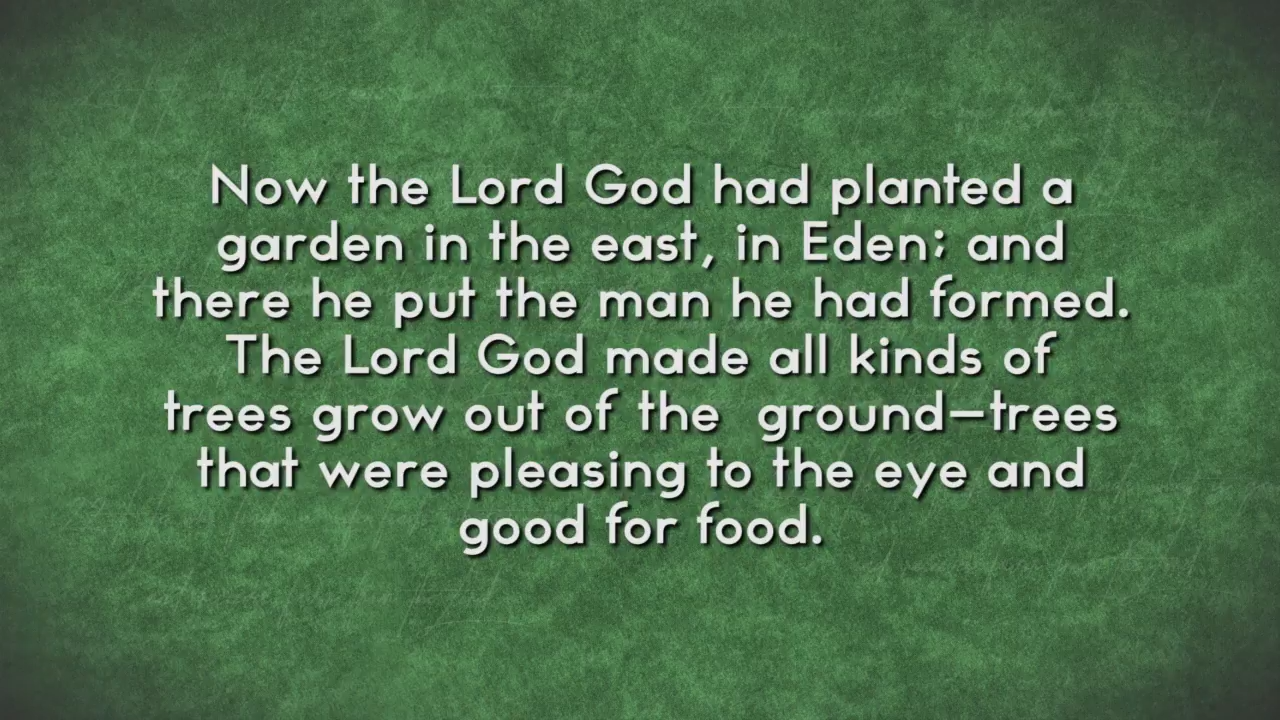 Now the Lord God had planted a
garden in the east, in Eden; and
there he put the man he had formed.
The Lord God made all kinds of
trees grow out of the  ground—trees
that were pleasing to the eye and
good for food.